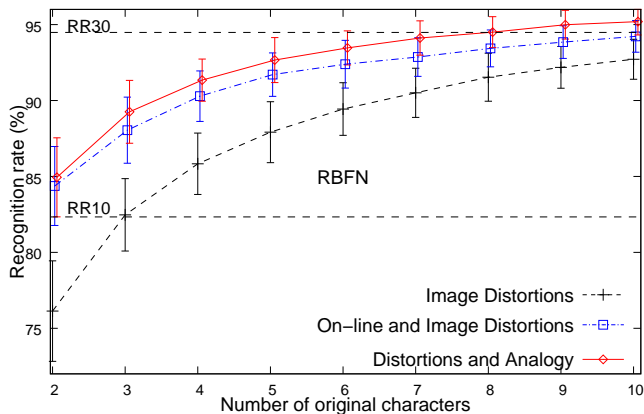 95
RR30
90
85
RBFN
RR10
80
Image Distortions
On-line and Image Distortions
75
Distortions and Analogy
2 3 4 5 6 7 8 9 10
Number of original characters
Recognition rate (%)